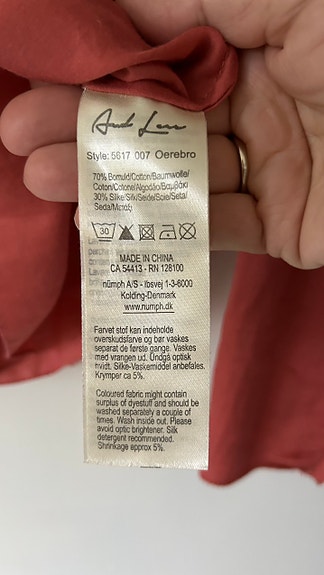 And Less
Style: 5617 007 Oerebro
70% Bomuld/Cotton/Baumwolle/
Coton/Cotone/Algodão/Βαμβάκι
30% Silke/Silk/Seide/Soie/Seta/
Seda/Μετάξι
30
MADE IN CHINA
CA 54413 - RN 128100
nümph A/S - Ibsvej 1-3-6000
Kolding-Denmark
www.numph.dk
Farvet stof kan indeholde
overskudsfarve og bør vaskes
separat de første gange. Vaskes
med vrangen ud. Undgå optisk
hvidt. Silke-Vaskemiddel anbefales.
Krymper ca 5%.
Coloured fabric might contain
surplus of dyestuff and should be
washed separately a couple of
times. Wash inside out. Please
avoid optic brightener. Silk
detergent recommended.
Shrinkage approx 5%.